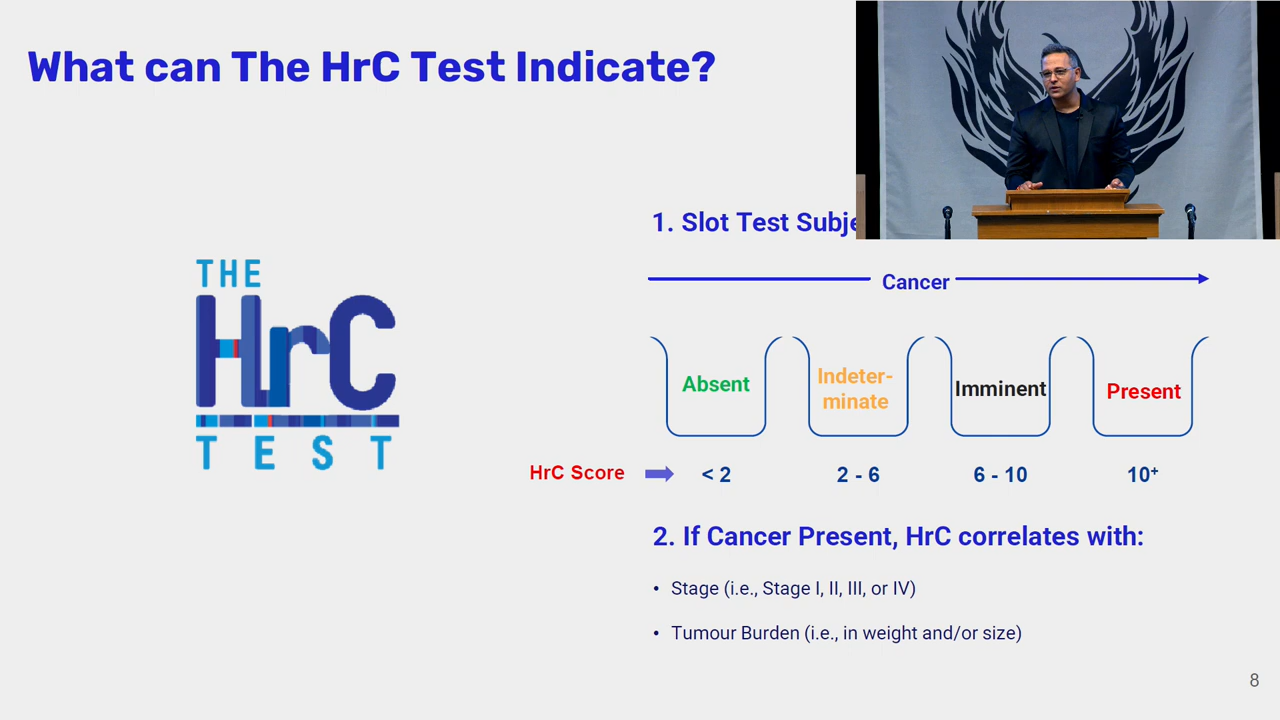 What can The HrC Test Indicate?
1. Slot Test
Cancer
THE
HrC
TEST
Absent
Indeter-
minate
Imminent
Present
HrC Score
< 2
2 - 6
6 - 10
10⁺
2. If Cancer Present, HrC correlates with:
• Stage (i.e., Stage I, II, III, or IV)
• Tumour Burden (i.e., in weight and/or size)
8